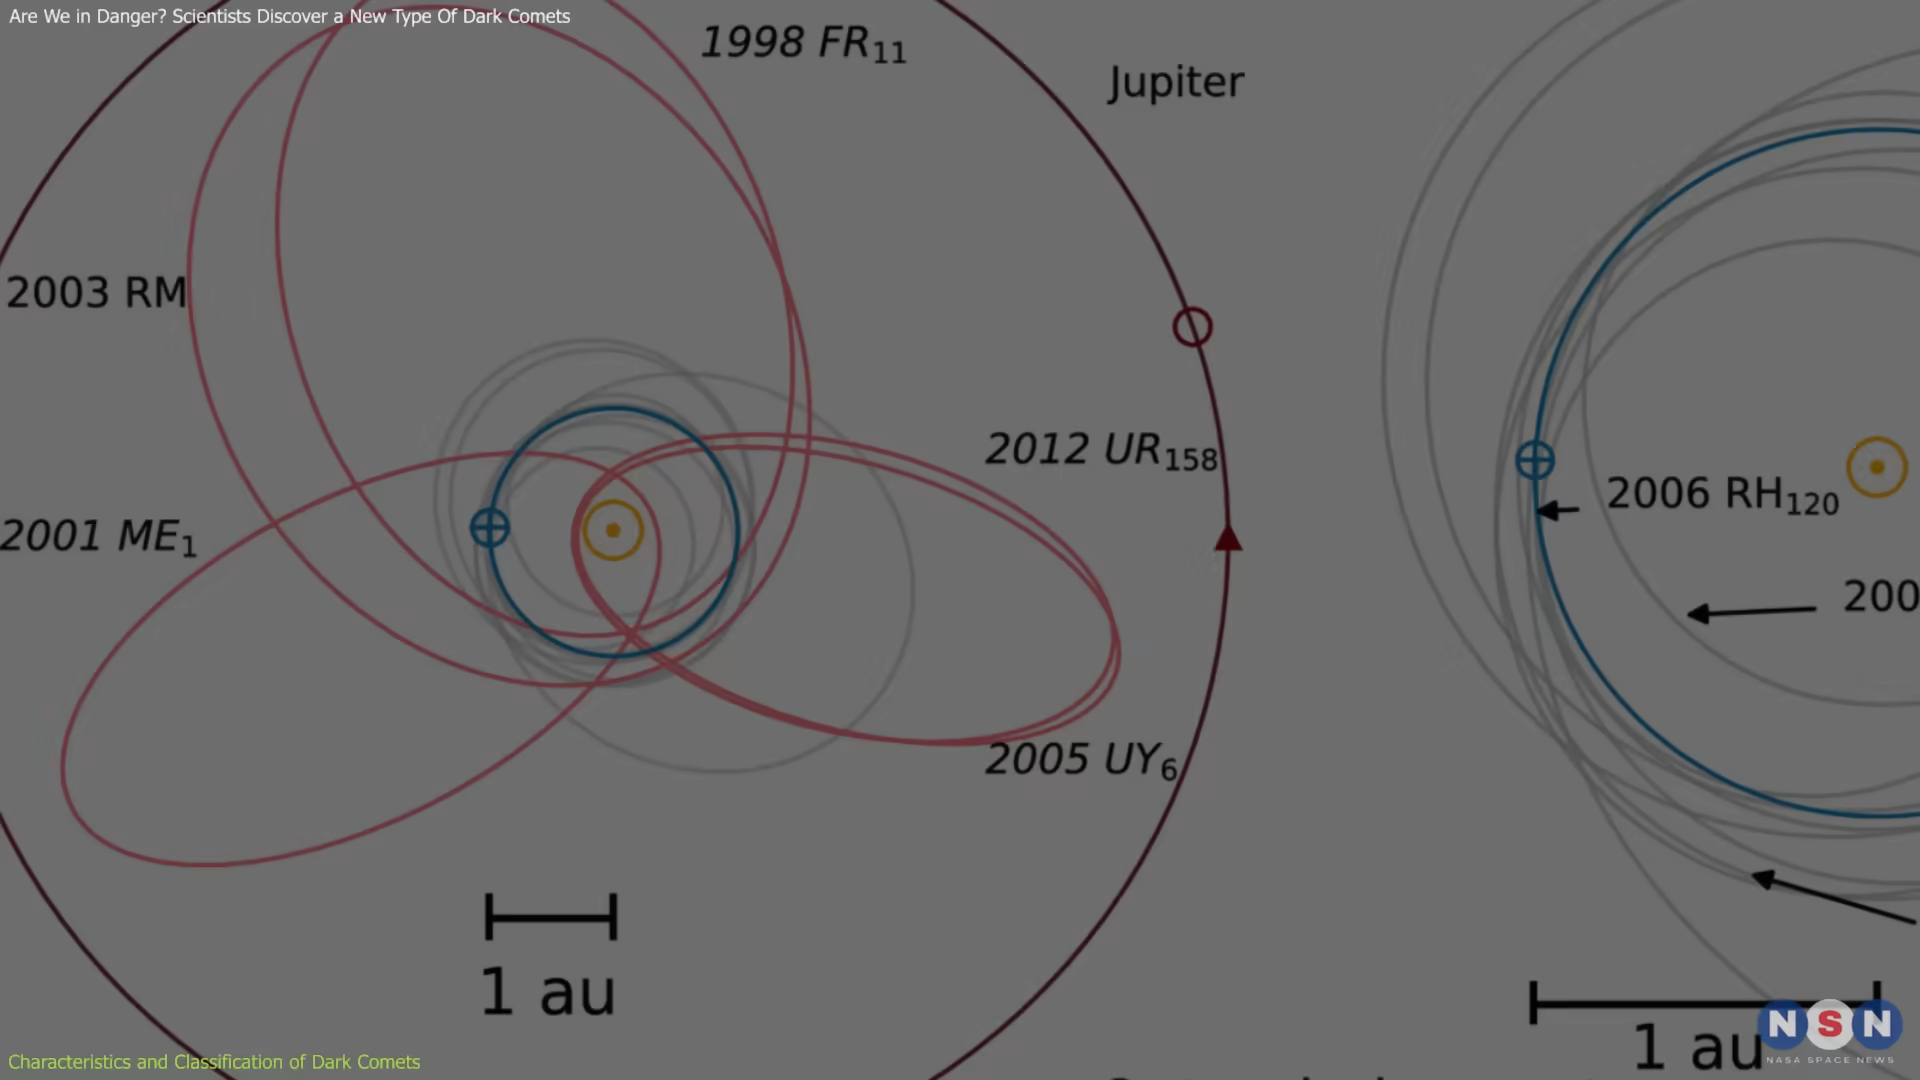 Are We in Danger? Scientists Discover a New Type Of Dark Comets
1998 FR₁₁
Jupiter
2003 RM
2012 UR₁₅₈
2006 RH₁₂₀
2001 ME₁
200
2005 UY₆
1 au
1 au
NSN
NASA SPACE NEWS
Characteristics and Classification of Dark Comets